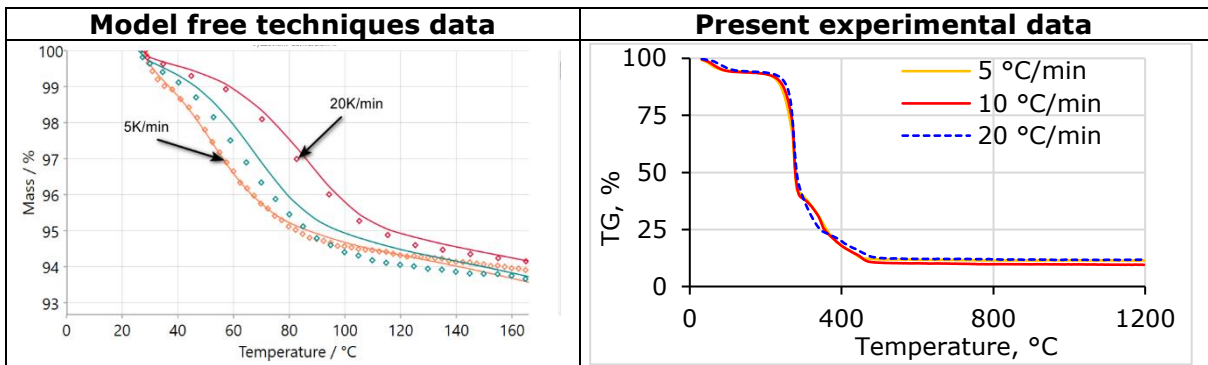 Model free techniques data
Present experimental data
100
99
98
97
96
95
94
93
Mass / %
5K/min
20K/min
0 20 40 60 80 100 120 140 160
Temperature / °C
100
75
50
25
0
TG, %
5 °C/min
10 °C/min
20 °C/min
0 400 800 1200
Temperature, °C